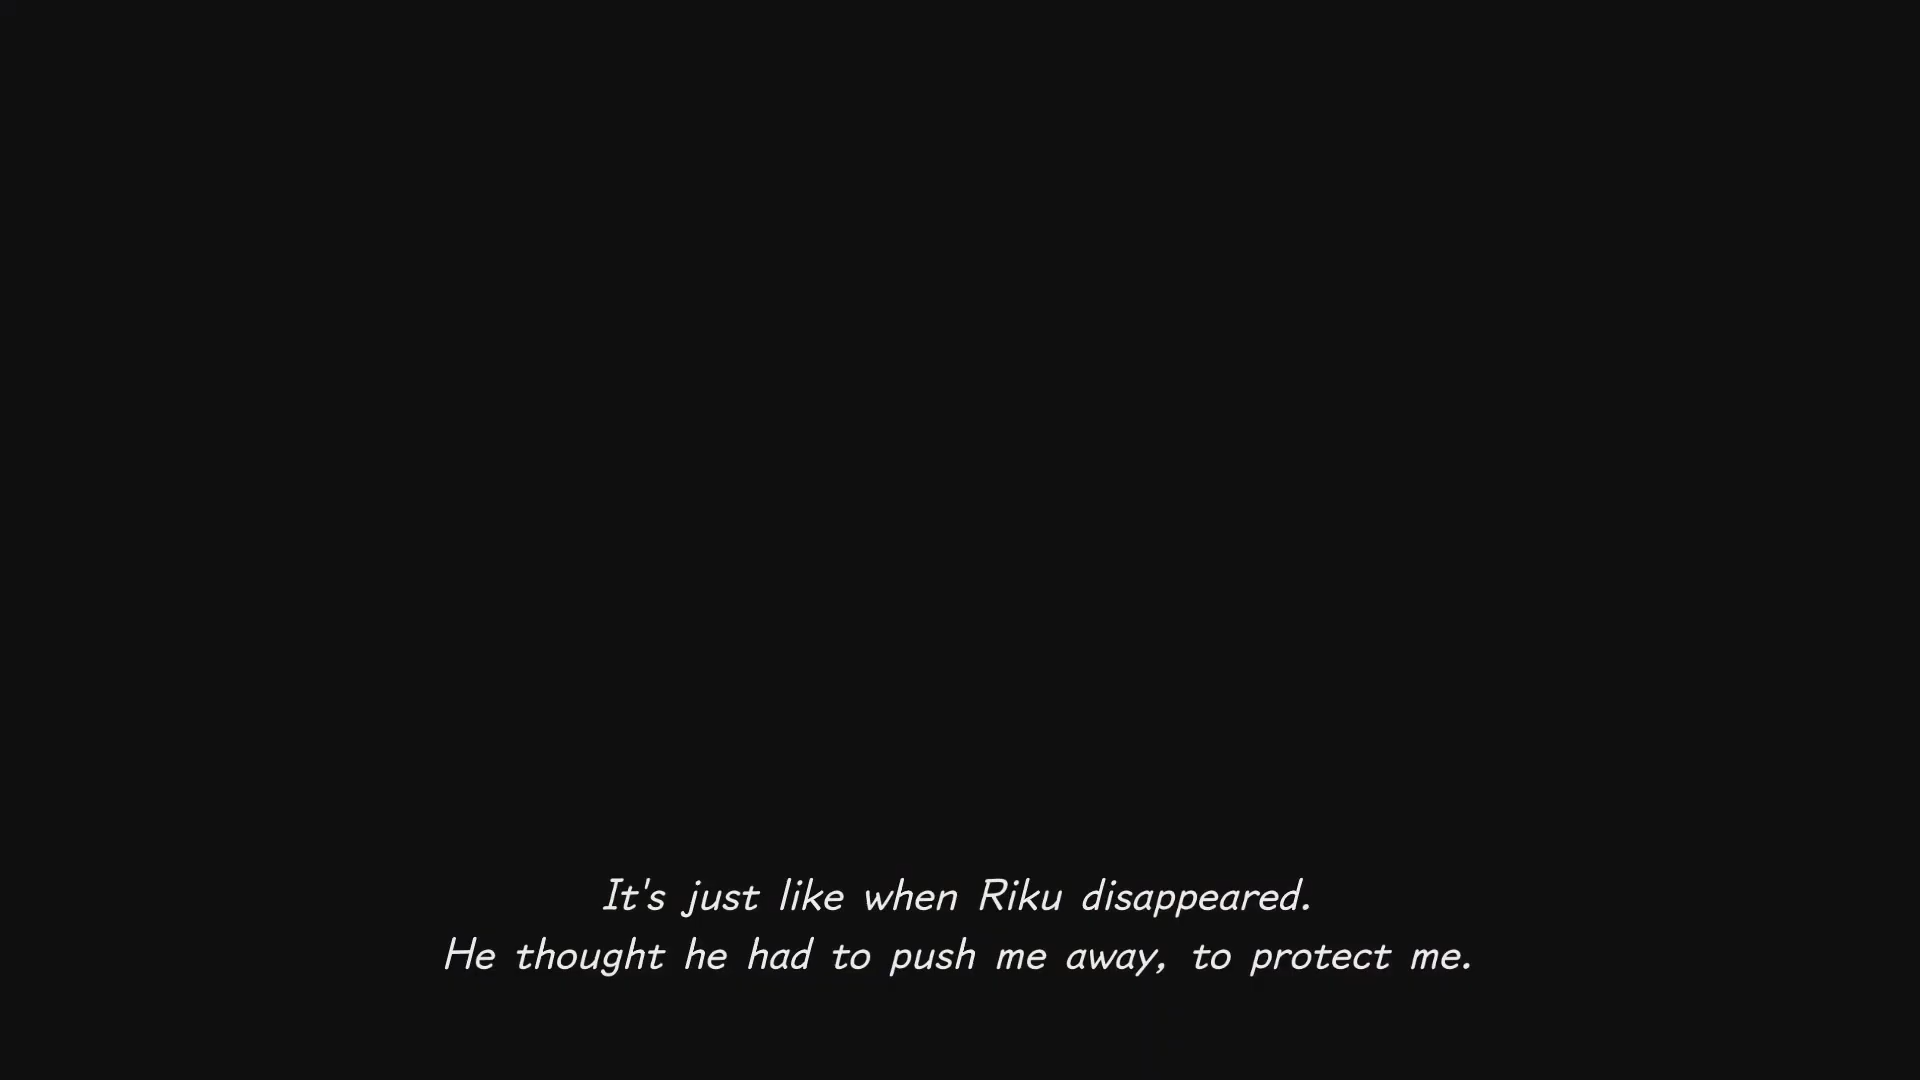 It's just like when Riku disappeared.
He thought he had to push me away, to protect me.